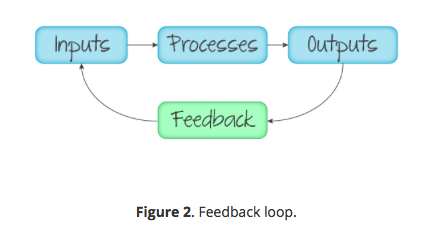 Inputs Processes Outputs
Feedback
Figure 2. Feedback loop.